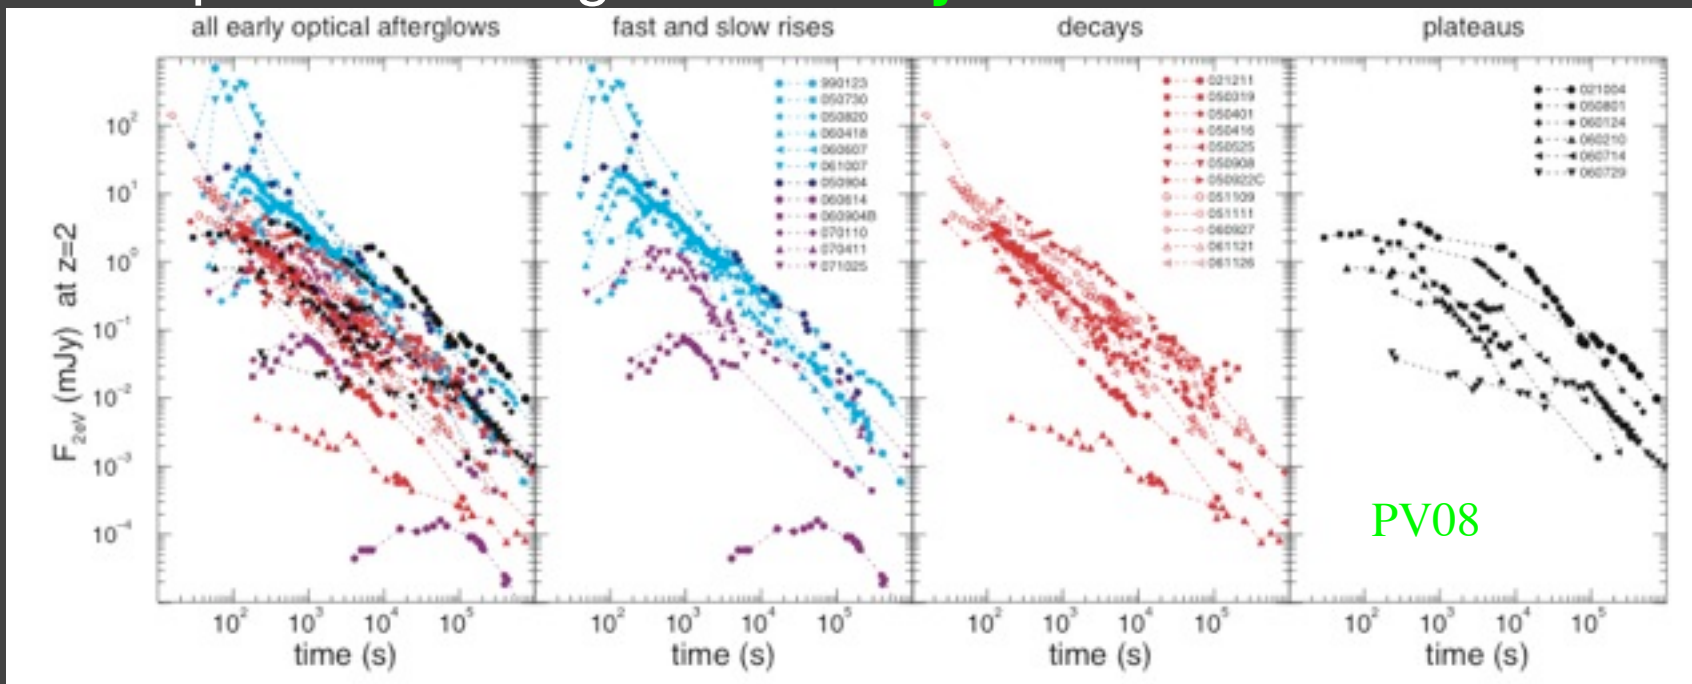 all early optical afterglows
fast and slow rises
decays
plateaus
F2eV (mJy) at z=2
10²
10¹
10⁰
10⁻¹
10⁻²
10⁻³
10⁻⁴
990123
050730
050820
060418
060607
061007
050904
060614
060904B
070110
070411
071025
021211
050319
050401
050416
050525
050908
050922C
051109
051111
060927
061121
061126
021004
050801
060124
060210
060714
060729
PV08
10² 10³ 10⁴ 10⁵
10² 10³ 10⁴ 10⁵
10² 10³ 10⁴ 10⁵
10² 10³ 10⁴ 10⁵
time (s)
time (s)
time (s)
time (s)